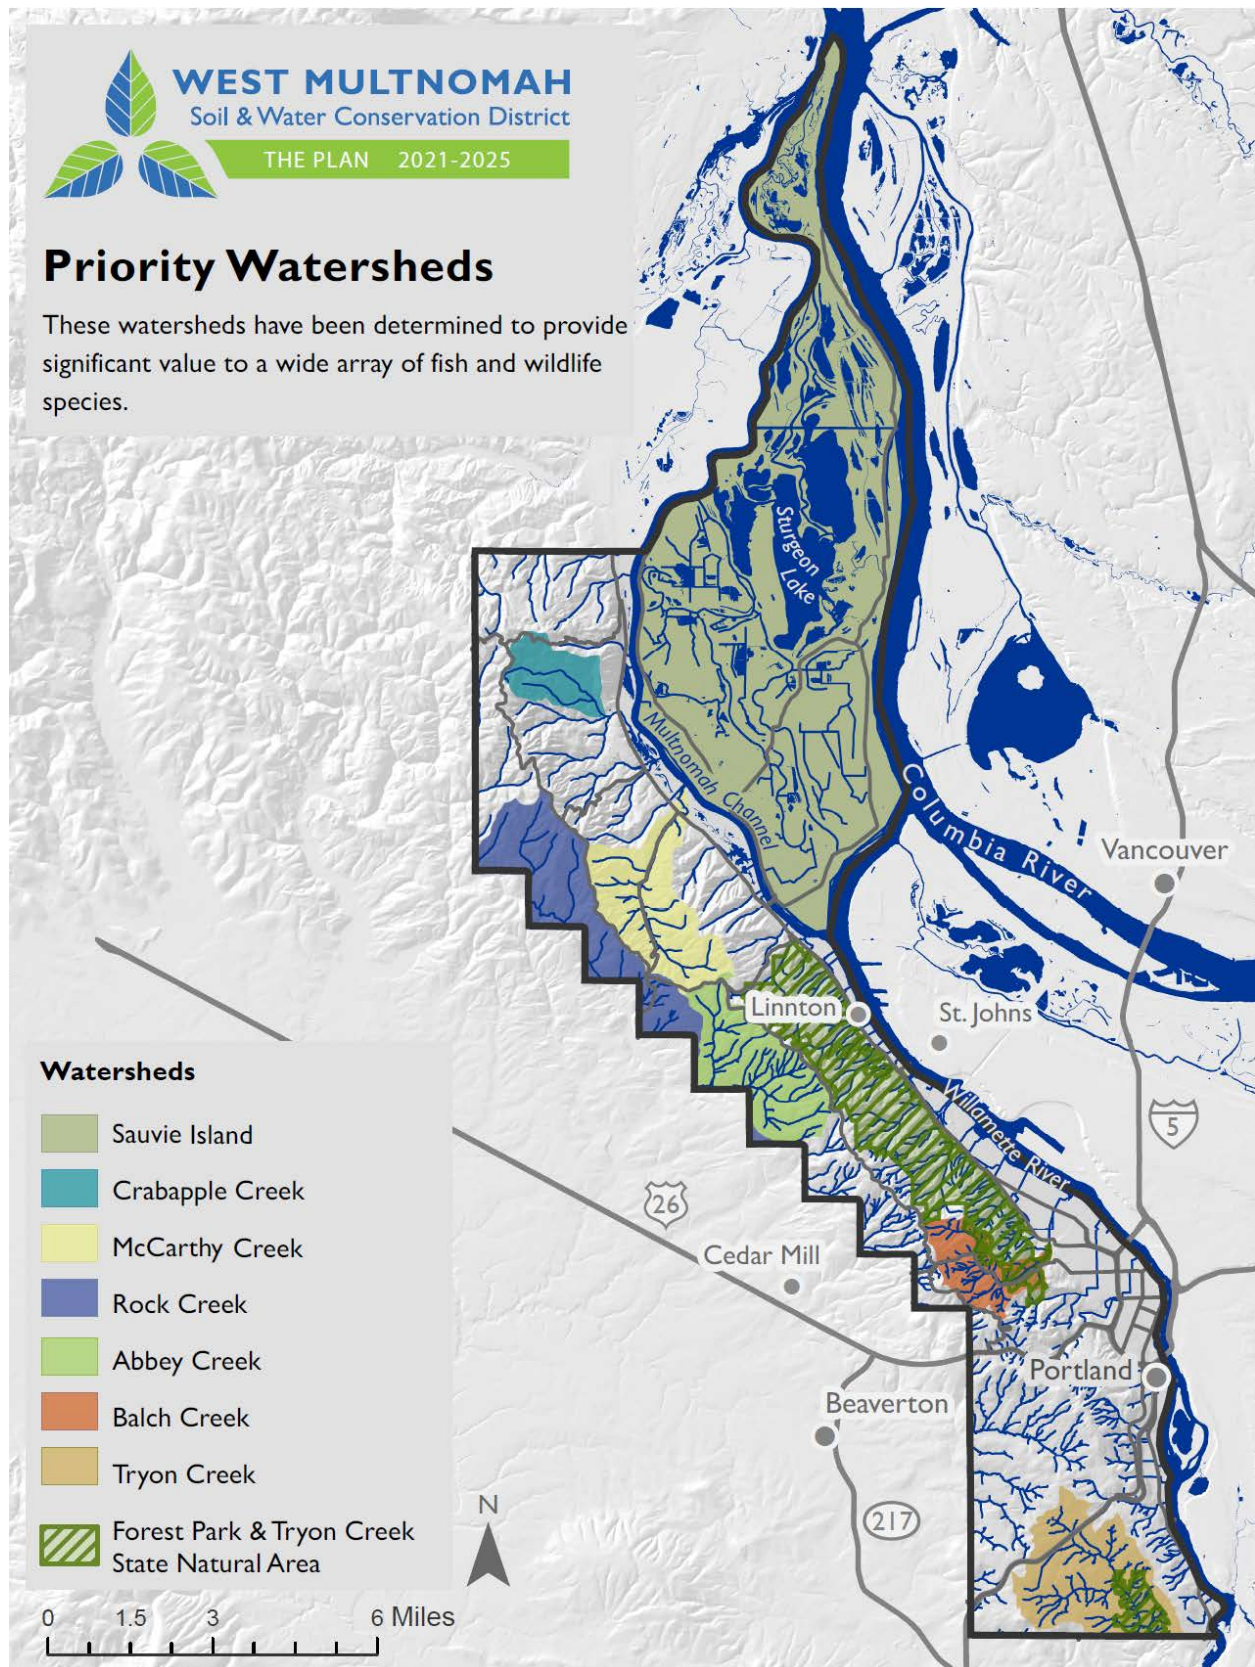 WEST MULTNOMAH
Soil & Water Conservation District
THE PLAN 2021-2025
Priority Watersheds
These watersheds have been determined to provide
significant value to a wide array of fish and wildlife
species.
Sturgeon
Lake
Multnomah Channel
Columbia River
Vancouver
Linnton
St. Johns
Willamette River
5
26
Cedar Mill
Portland
Beaverton
217
Watersheds
Sauvie Island
Crabapple Creek
McCarthy Creek
Rock Creek
Abbey Creek
Balch Creek
Tryon Creek
Forest Park & Tryon Creek
State Natural Area
N
0 1.5 3 6 Miles